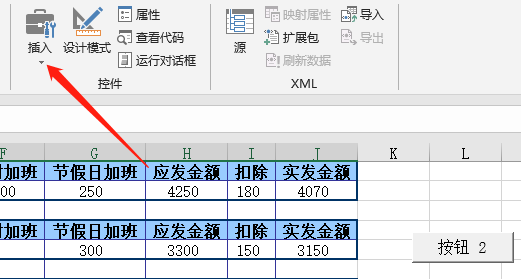 插入
设计模式
属性
查看代码
运行对话框
控件
源
映射属性
扩展包
刷新数据
导入
导出
XML
F G H I J K L
加班 节假日加班 应发金额 扣除 实发金额
00 250 4250 180 4070
加班 节假日加班 应发金额 扣除 实发金额
300 3300 150 3150
按钮 2